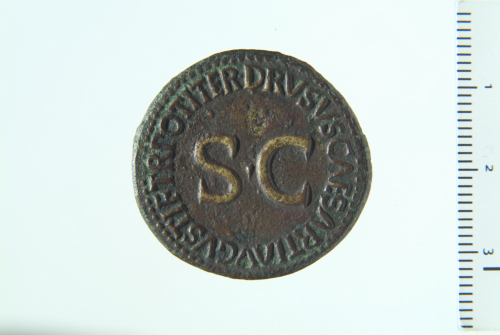 DRVSVS CAESAR TI AVGVSTI F TR POT ITER
S C
1
2
3